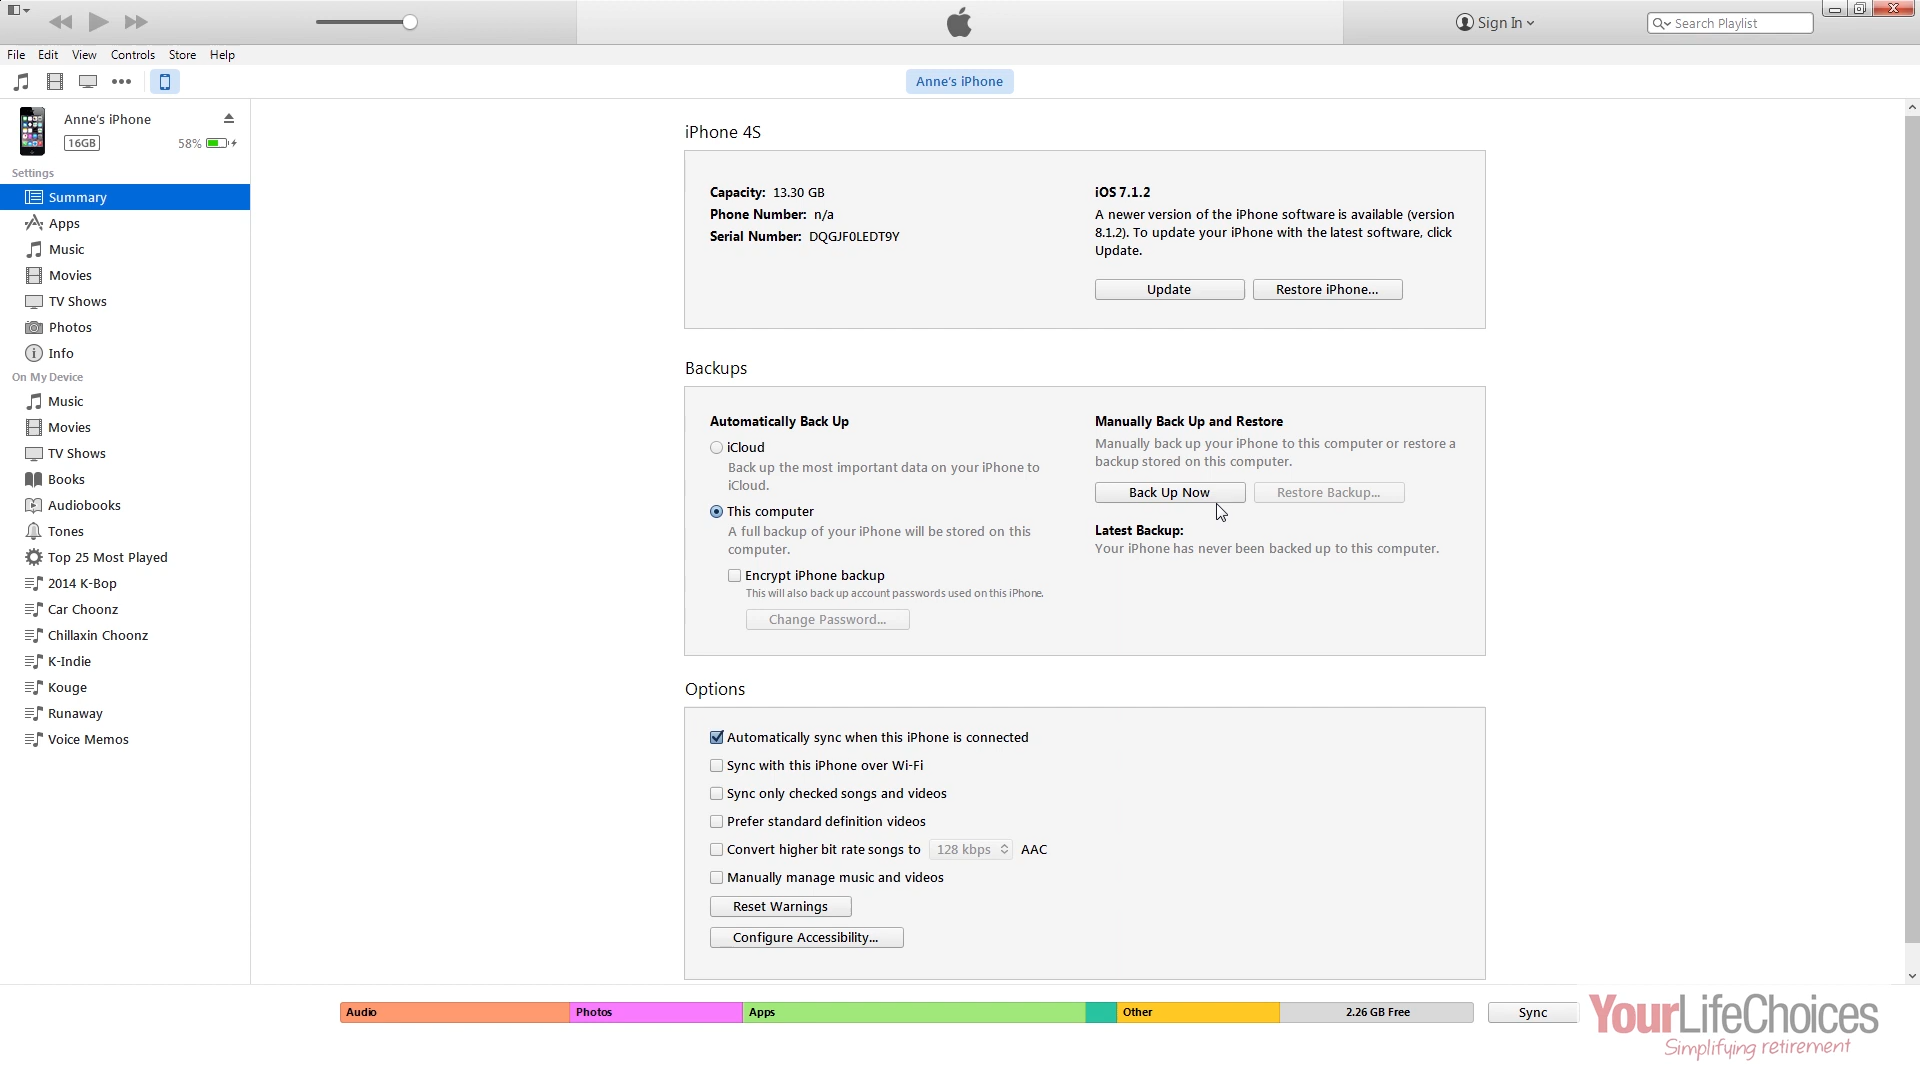 Sign In
Search Playlist
File Edit View Controls Store Help
Anne's iPhone
Anne's iPhone
16GB
58%
Settings
Summary
Apps
Music
Movies
TV Shows
Photos
Info
On My Device
Music
Movies
TV Shows
Books
Audiobooks
Tones
Top 25 Most Played
2014 K-Bop
Car Choonz
Chillaxin Choonz
K-Indie
Kouge
Runaway
Voice Memos
iPhone 4S
Capacity: 13.30 GB
Phone Number: n/a
Serial Number: DQGJF0LEDT9Y
iOS 7.1.2
A newer version of the iPhone software is available (version
8.1.2). To update your iPhone with the latest software, click
Update.
Update
Restore iPhone...
Backups
Automatically Back Up
iCloud
Back up the most important data on your iPhone to
iCloud.
This computer
A full backup of your iPhone will be stored on this
computer.
Encrypt iPhone backup
This will also back up account passwords used on this iPhone.
Change Password...
Manually Back Up and Restore
Manually back up your iPhone to this computer or restore a
backup stored on this computer.
Back Up Now
Restore Backup...
Latest Backup:
Your iPhone has never been backed up to this computer.
Options
Automatically sync when this iPhone is connected
Sync with this iPhone over Wi-Fi
Sync only checked songs and videos
Prefer standard definition videos
Convert higher bit rate songs to 128 kbps AAC
Manually manage music and videos
Reset Warnings
Configure Accessibility...
Audio Photos Apps Other 2.26 GB Free
Sync
YourLifeChoices
Simplifying retirement